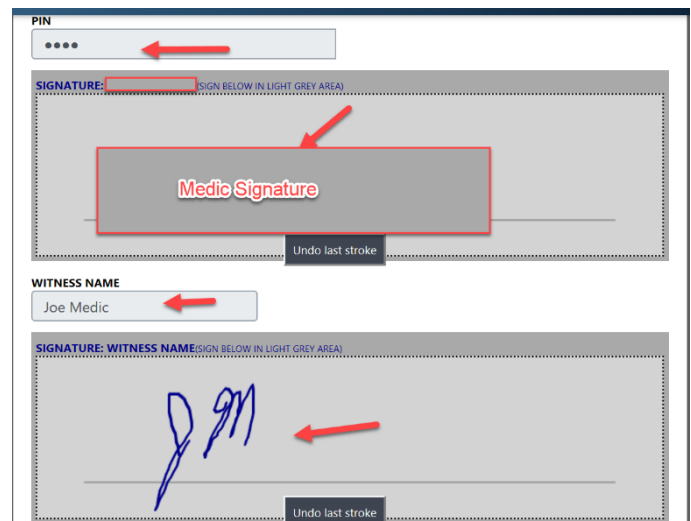 PIN
••••
SIGNATURE: (SIGN BELOW IN LIGHT GREY AREA)
Medic Signature
Undo last stroke
WITNESS NAME
Joe Medic
SIGNATURE: WITNESS NAME(SIGN BELOW IN LIGHT GREY AREA)
JM
Undo last stroke